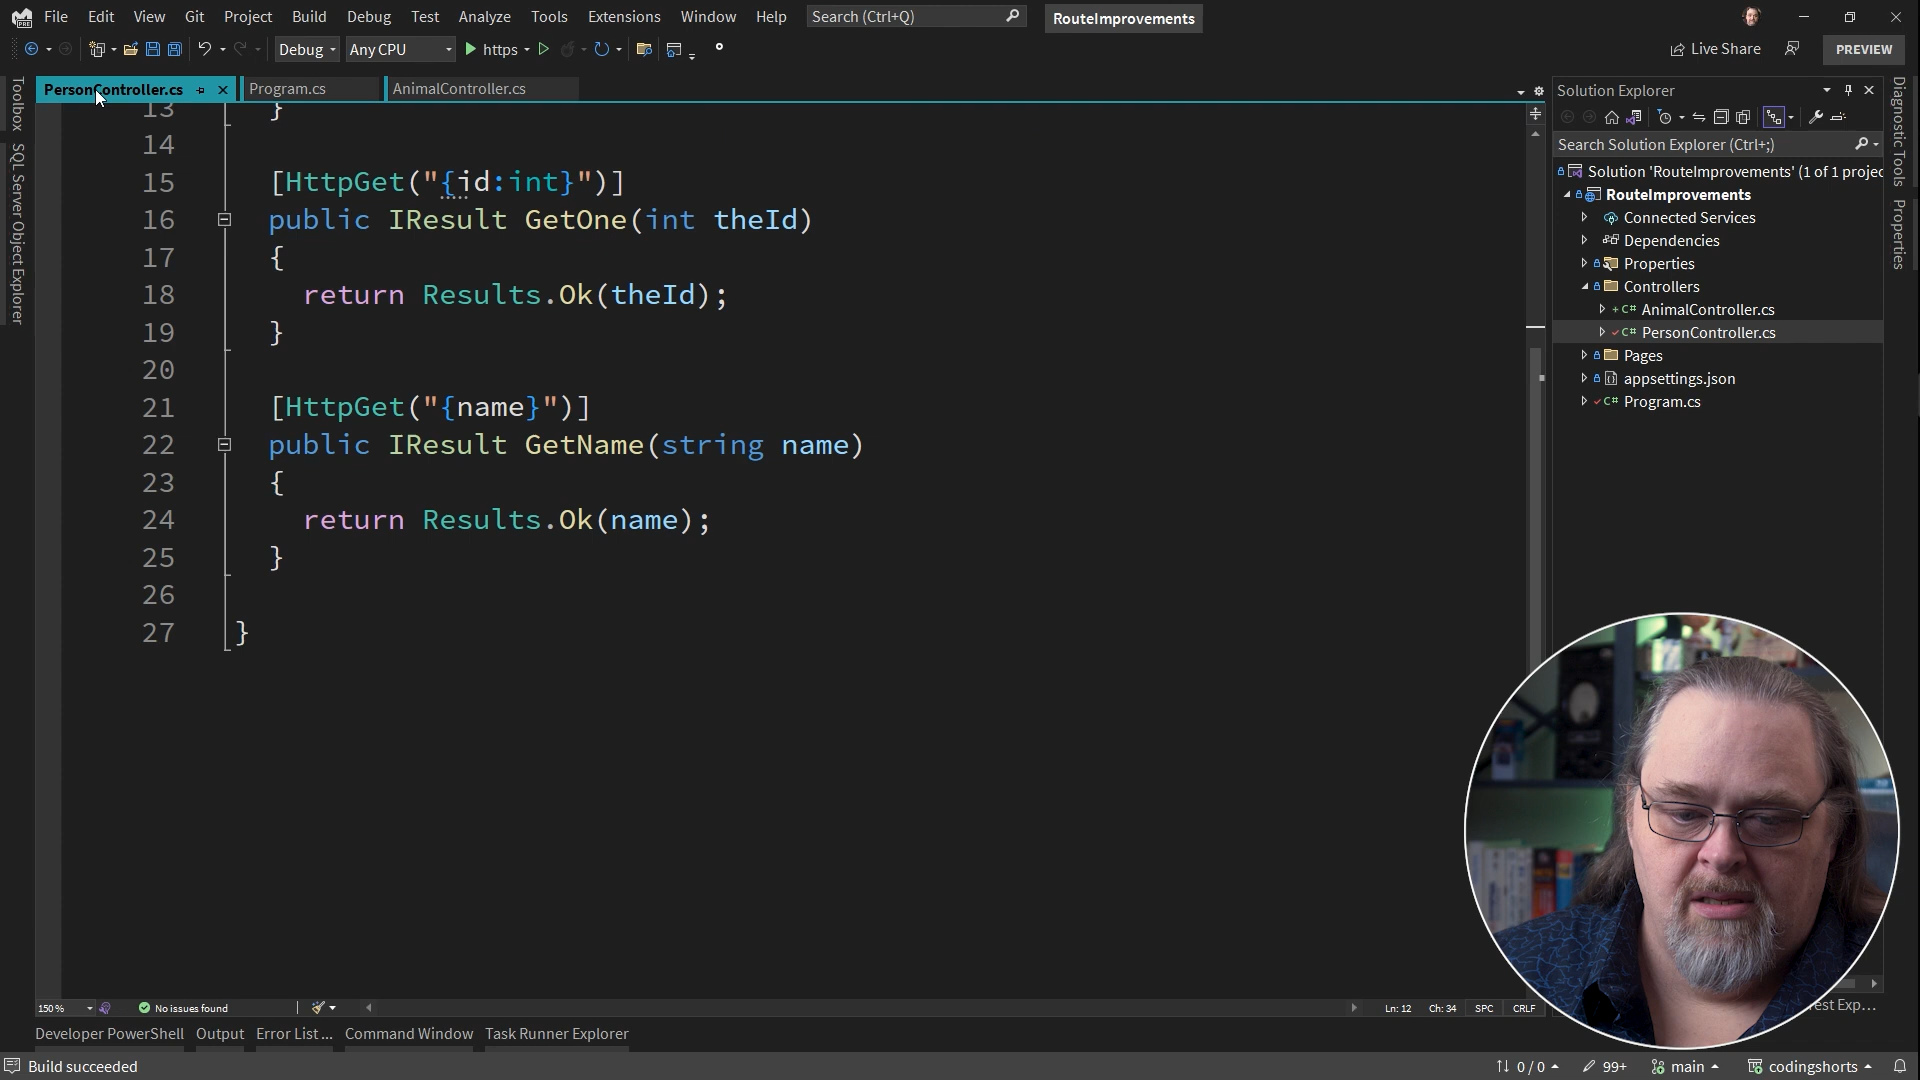 File Edit View Git Project Build Debug Test Analyze Tools Extensions Window Help Search (Ctrl+Q) RouteImprovements
Debug Any CPU https Live Share PREVIEW
PersonController.cs Program.cs AnimalController.cs
Toolbox
SQL Server Object Explorer
13 }
14
15 [HttpGet("{id:int}")]
16 public IResult GetOne(int theId)
17 {
18 return Results.Ok(theId);
19 }
20
21 [HttpGet("{name}")]
22 public IResult GetName(string name)
23 {
24 return Results.Ok(name);
25 }
26
27 }
Solution Explorer
Search Solution Explorer (Ctrl+;)
Solution 'RouteImprovements' (1 of 1 projec
RouteImprovements
Connected Services
Dependencies
Properties
Controllers
C# AnimalController.cs
C# PersonController.cs
Pages
appsettings.json
C# Program.cs
Diagnostic Tools
Properties
150 % No issues found Ln: 12 Ch: 34 SPC CRLF
Developer PowerShell Output Error List ... Command Window Task Runner Explorer
est Exp...
Build succeeded 0 / 0 99+ main codingshorts